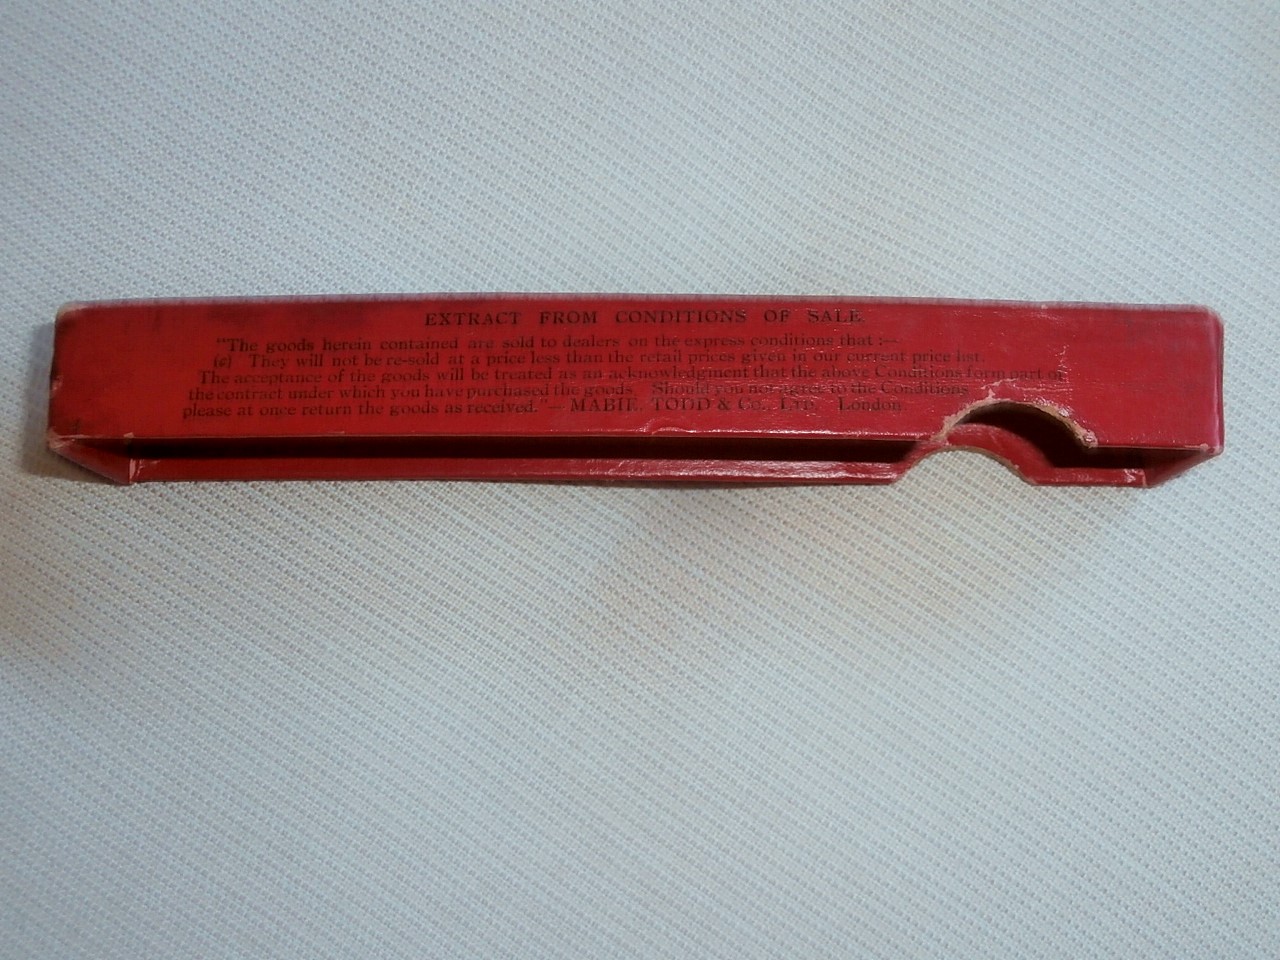 EXTRACT FROM CONDITIONS OF SALE.
"The goods herein contained are sold to dealers on the express conditions that :—
They will not be re-sold at a price less than the retail prices given in our current price list.
The acceptance of the goods will be treated as an acknowledgment that the above Conditions form part of
the contract under which you have purchased the goods. Should you not agree to the Conditions
please at once return the goods as received."—MABIE, TODD & Co., LTD. London